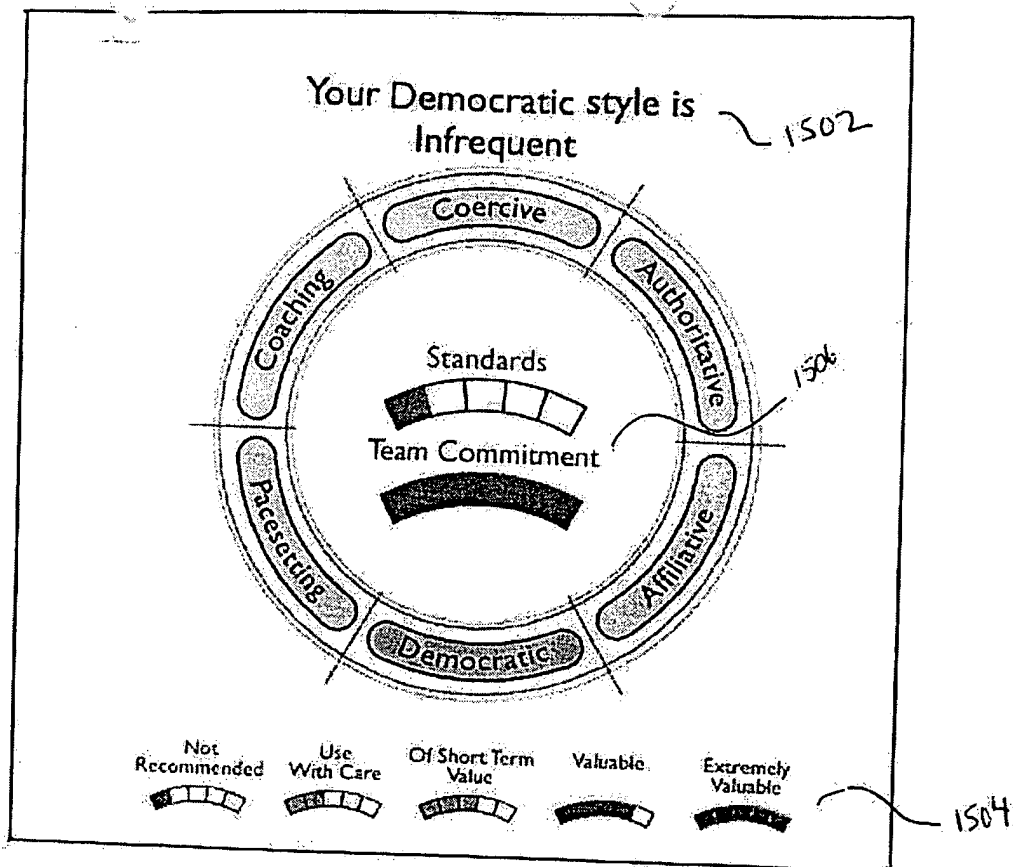 Your Democratic style is
Infrequent
1502
Coercive
Coaching
Authoritative
Standards
1506
Team Commitment
Pacesetting
Affiliative
Democratic
Not
Recommended
Use
With Care
Of Short Term
Value
Valuable
Extremely
Valuable
1504